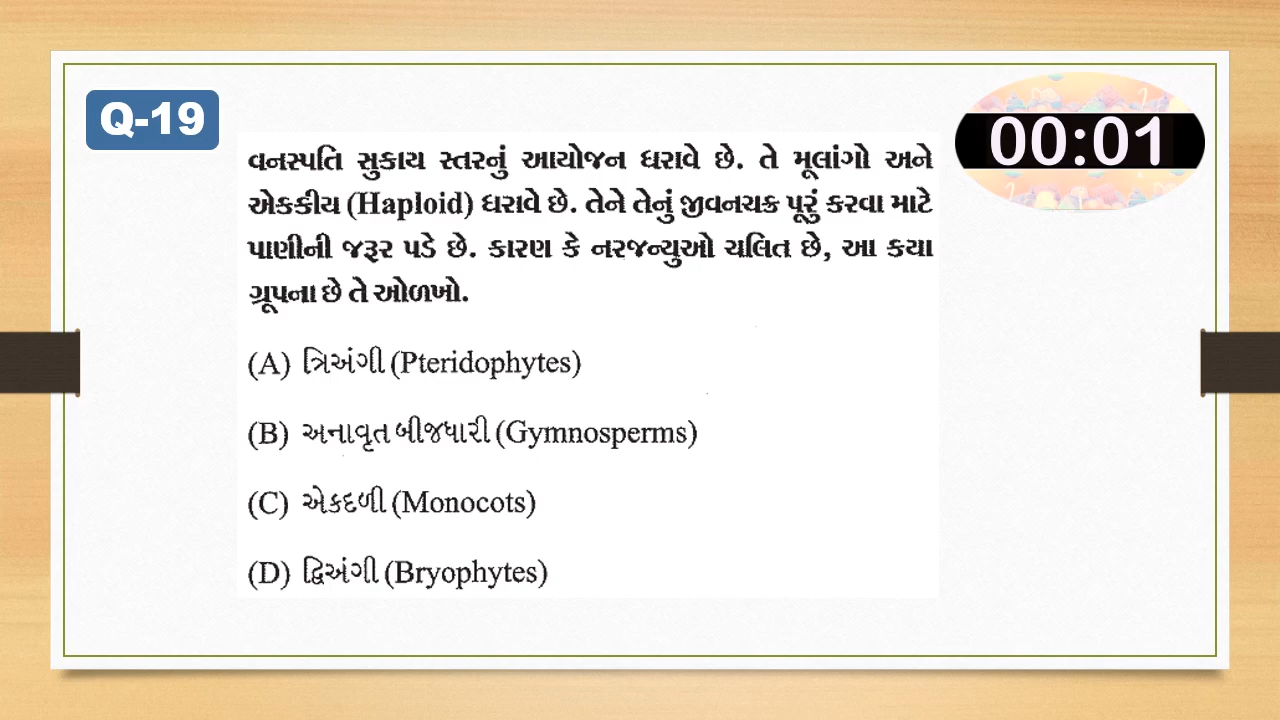 Q-19
00:01
વનસ્પતિ સુકાય સ્તરનું આયોજન ધરાવે છે. તે મૂલાંગો અને
એકકીય (Haploid) ધરાવે છે. તેને તેનું જીવનચક્ર પૂરું કરવા માટે
પાણીની જરૂર પડે છે. કારણ કે નરજન્યુઓ ચલિત છે, આ કયા
ગ્રૂપના છે તે ઓળખો.
(A) ત્રિઅંગી (Pteridophytes)
(B) અનાવૃત બીજધારી (Gymnosperms)
(C) એકદળી (Monocots)
(D) દ્વિઅંગી (Bryophytes)